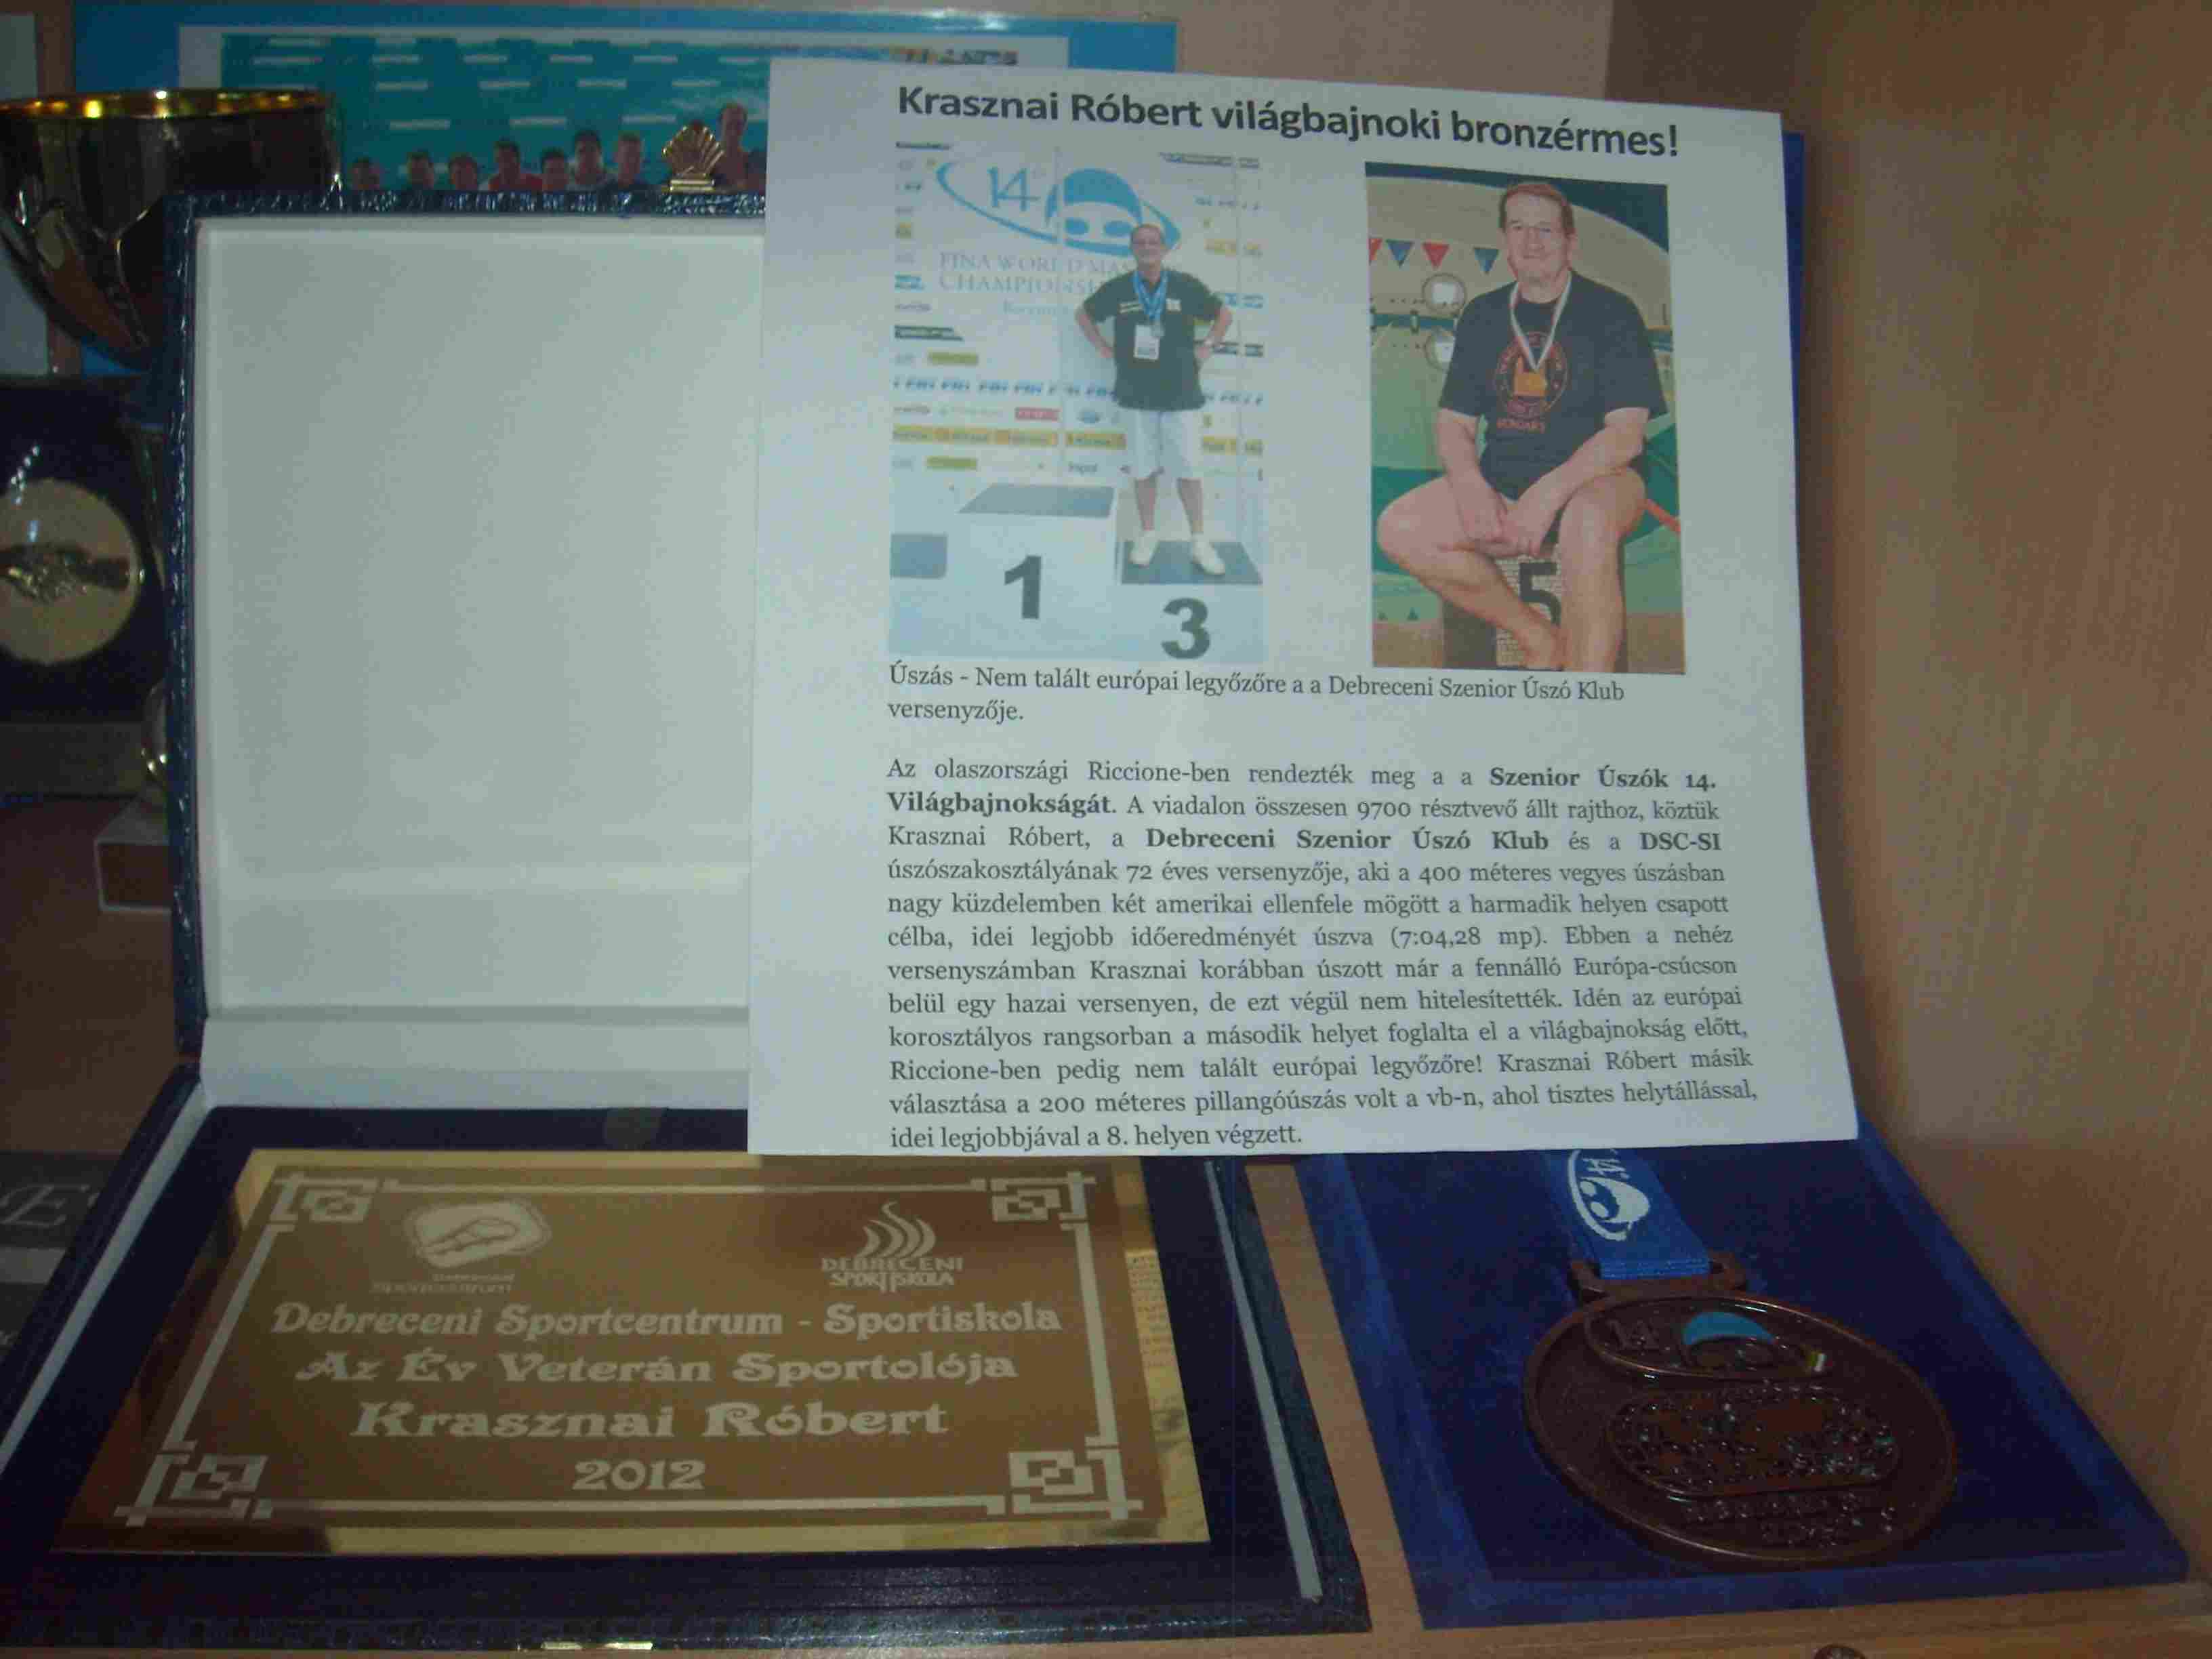 Krasznai Róbert világbajnoki bronzérmes!
14
FINA WORLD MA
CHAMPIONS
1
3
5
Úszás - Nem talált európai legyőzőre a a Debreceni Szenior Úszó Klub
versenyzője.
Az olaszországi Riccione-ben rendezték meg a a Szenior Úszók 14.
Világbajnokságát. A viadalon összesen 9700 résztvevő állt rajthoz, köztük
Krasznai Róbert, a Debreceni Szenior Úszó Klub és a DSC-SI
úszószakosztályának 72 éves versenyzője, aki a 400 méteres vegyes úszásban
nagy küzdelemben két amerikai ellenfele mögött a harmadik helyen csapott
célba, idei legjobb időeredményét úszva (7:04,28 mp). Ebben a nehéz
versenyszámban Krasznai korábban úszott már a fennálló Európa-csúcson
belül egy hazai versenyen, de ezt végül nem hitelesítették. Idén az európai
korosztályos rangsorban a második helyet foglalta el a világbajnokság előtt,
Riccione-ben pedig nem talált európai legyőzőre! Krasznai Róbert másik
választása a 200 méteres pillangóúszás volt a vb-n, ahol tisztes helytállással,
idei legjobbjával a 8. helyen végzett.
DEBRECENI
SPORTISKOLA
Debreceni Sportcentrum - Sportiskola
Az Év Veterán Sportolója
Krasznai Róbert
2012
14